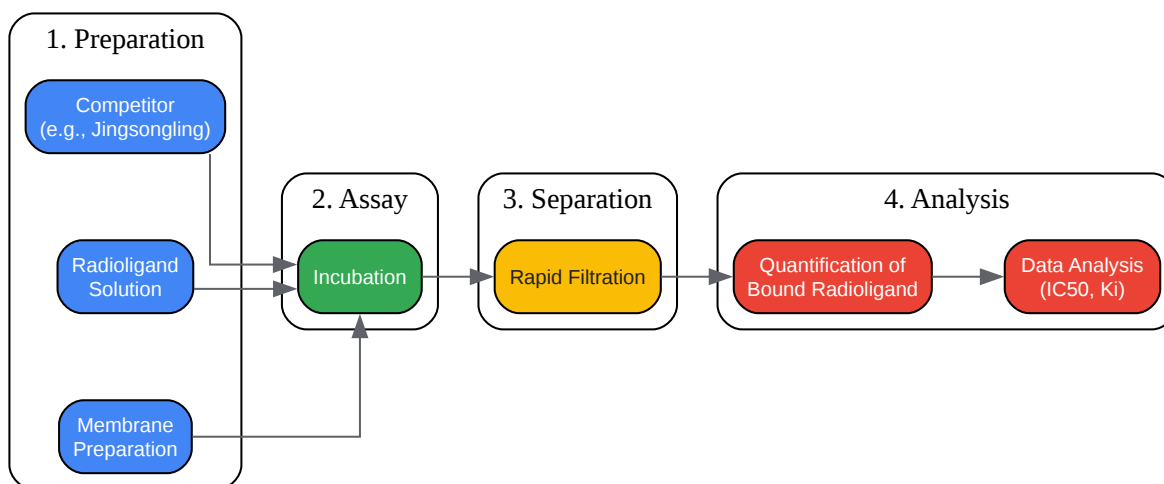 1. Preparation
Competitor
(e.g., Jingsongling)
Radioligand
Solution
Membrane
Preparation
2. Assay
Incubation
3. Separation
Rapid Filtration
4. Analysis
Quantification of
Bound Radioligand
Data Analysis
(IC50, Ki)